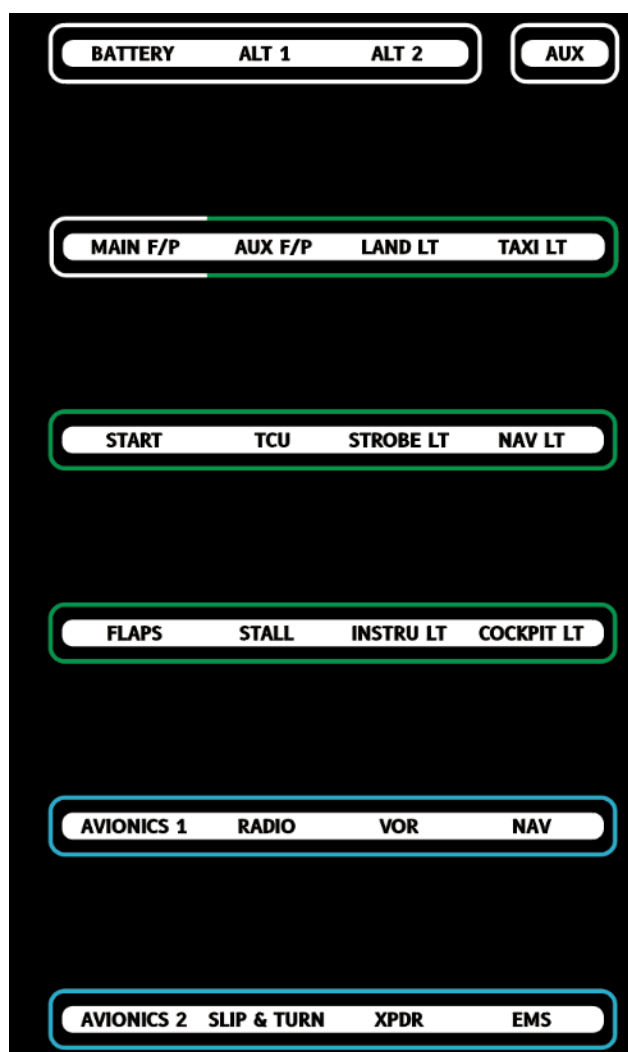 BATTERY ALT 1 ALT 2 AUX
MAIN F/P AUX F/P LAND LT TAXI LT
START TCU STROBE LT NAV LT
FLAPS STALL INSTRU LT COCKPIT LT
AVIONICS 1 RADIO VOR NAV
AVIONICS 2 SLIP & TURN XPDR EMS